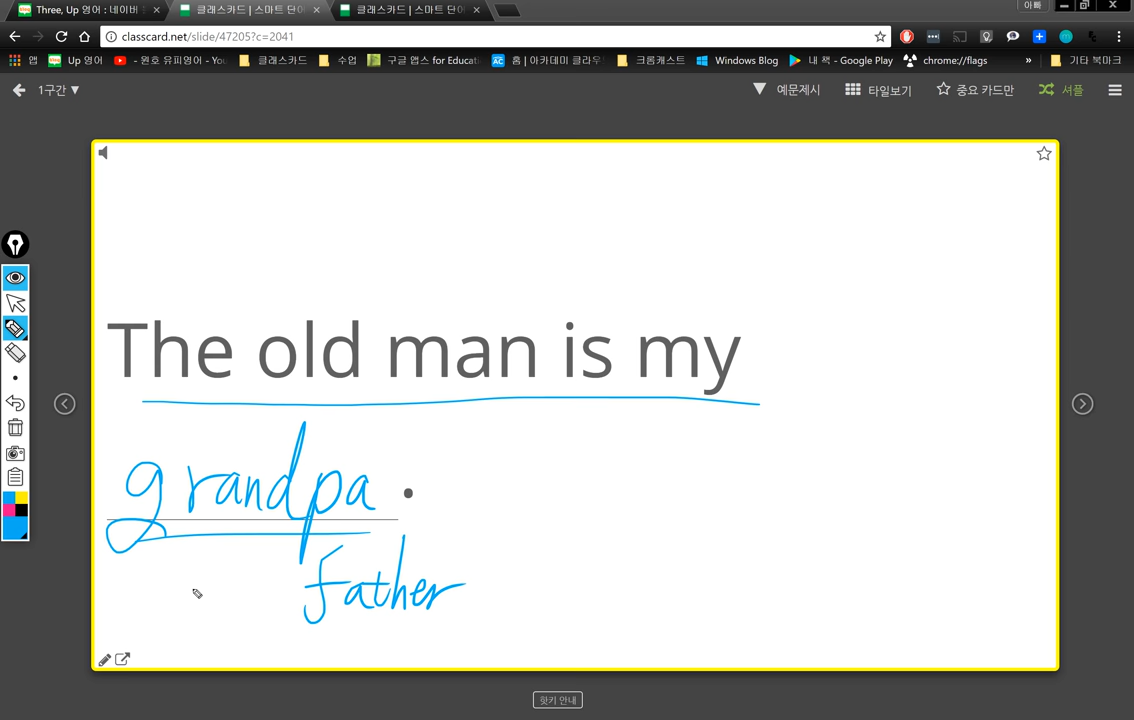 Three, Up 영어 : 네이버
클래스카드 | 스마트 단어
클래스카드 | 스마트 단어
아빠
classcard.net/slide/47205?c=2041
앱 Up 영어 - 원호 유피영어 - You 클래스카드 수업 구글 앱스 for Educati 홈 | 아카데미 클라우드 크롬캐스트 Windows Blog 내 책 - Google Play chrome://flags » 기타 북마크
1구간 ▼ ▼ 예문제시 타일보기 중요 카드만 셔플
The old man is my
grandpa .
father
핫키 안내